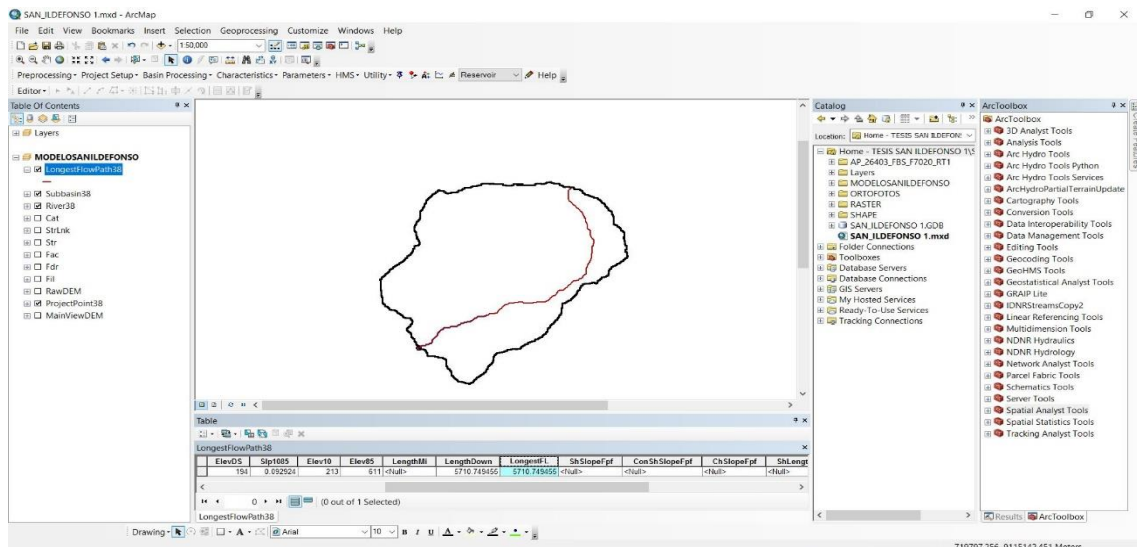 SAN_ILDEFONSO 1.mxd - ArcMap
File Edit View Bookmarks Insert Selection Geoprocessing Customize Windows Help
1:50,000
Preprocessing Project Setup Basin Processing Characteristics Parameters HMS Utility Reservoir Help
Editor
Table Of Contents
Layers
MODELOSANILDEFONSO
LongestFlowPath38
Subbasin38
River38
Cat
StrLnk
Str
Fac
Fdr
Fil
RawDEM
ProjectPoint38
MainViewDEM
Table
LongestFlowPath38
ElevDS Slp1085 Elev10 Elev85 LengthMi LengthDown LongestFL ShSlopeFpf ConShSlopeFpf ChSlopeFpf ShLengt
194 0.092924 213 611 <Null> 5710.749455 5710.749455 <Null> <Null> <Null> <Null>
0 (0 out of 1 Selected)
LongestFlowPath38
Catalog
Location: Home - TESIS SAN ILDEFON:
Home - TESIS SAN ILDEFONSO 1\S
AP_26403_FBS_F7020_RT1
Layers
MODELOSANILDEFONSO
ORTOFOTOS
RASTER
SHAPE
SAN_ILDEFONSO 1.GDB
SAN_ILDEFONSO 1.mxd
Folder Connections
Toolboxes
Database Servers
Database Connections
GIS Servers
My Hosted Services
Ready-To-Use Services
Tracking Connections
ArcToolbox
ArcToolbox
3D Analyst Tools
Analysis Tools
Arc Hydro Tools
Arc Hydro Tools Python
Arc Hydro Tools Services
ArcHydroPartialTerrainUpdate
Cartography Tools
Conversion Tools
Data Interoperability Tools
Data Management Tools
Editing Tools
Geocoding Tools
GeoHMS Tools
Geostatistical Analyst Tools
GRAIP Lite
IDNRStreamsCopy2
Linear Referencing Tools
Multidimension Tools
NDNR Hydraulics
NDNR Hydrology
Network Analyst Tools
Parcel Fabric Tools
Schematics Tools
Server Tools
Spatial Analyst Tools
Spatial Statistics Tools
Tracking Analyst Tools
Results ArcToolbox
Create Features
Drawing Arial 10 B I U A